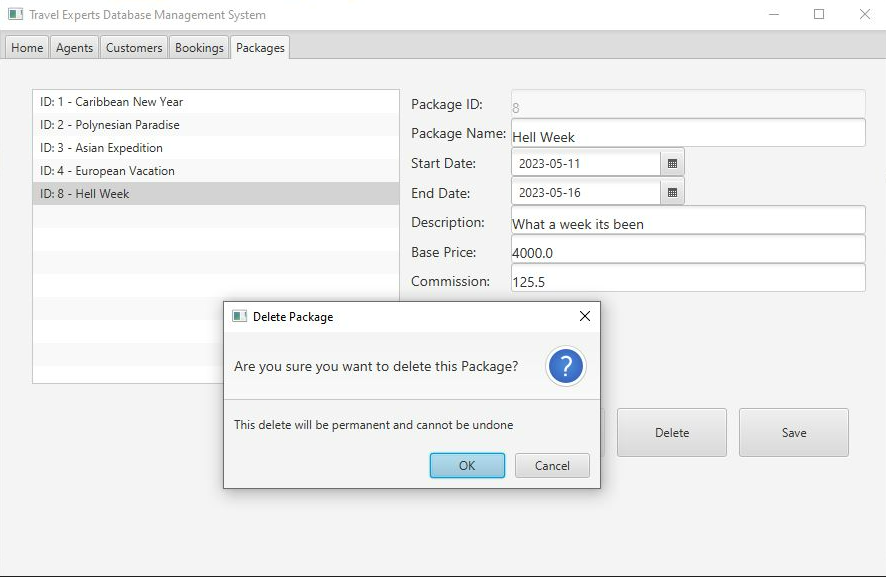 Travel Experts Database Management System
Home Agents Customers Bookings Packages
ID: 1 - Caribbean New Year
ID: 2 - Polynesian Paradise
ID: 3 - Asian Expedition
ID: 4 - European Vacation
ID: 8 - Hell Week
Package ID: 8
Package Name: Hell Week
Start Date: 2023-05-11
End Date: 2023-05-16
Description: What a week its been
Base Price: 4000.0
Commission: 125.5
Delete Package
Are you sure you want to delete this Package?
?
This delete will be permanent and cannot be undone
OK Cancel
Delete Save